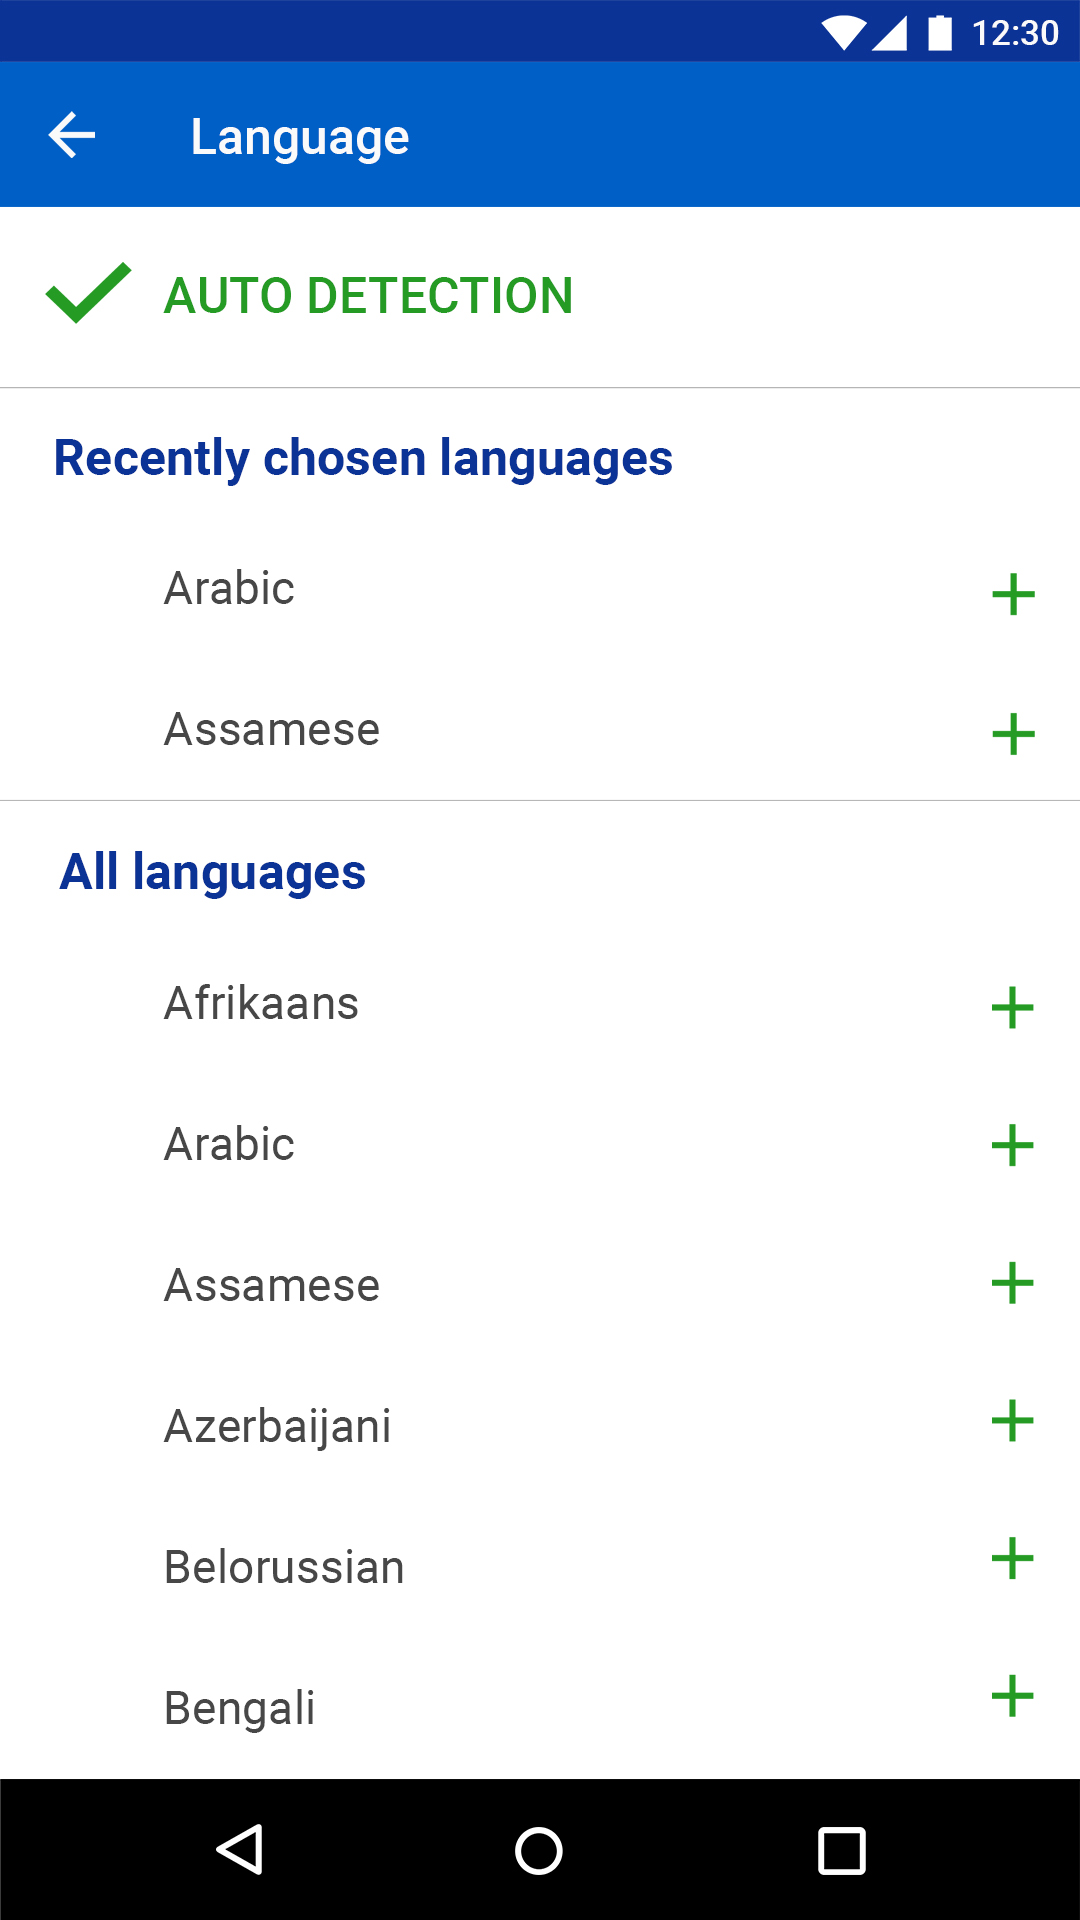 12:30
Language
AUTO DETECTION
Recently chosen languages
Arabic
Assamese
All languages
Afrikaans
Arabic
Assamese
Azerbaijani
Belorussian
Bengali